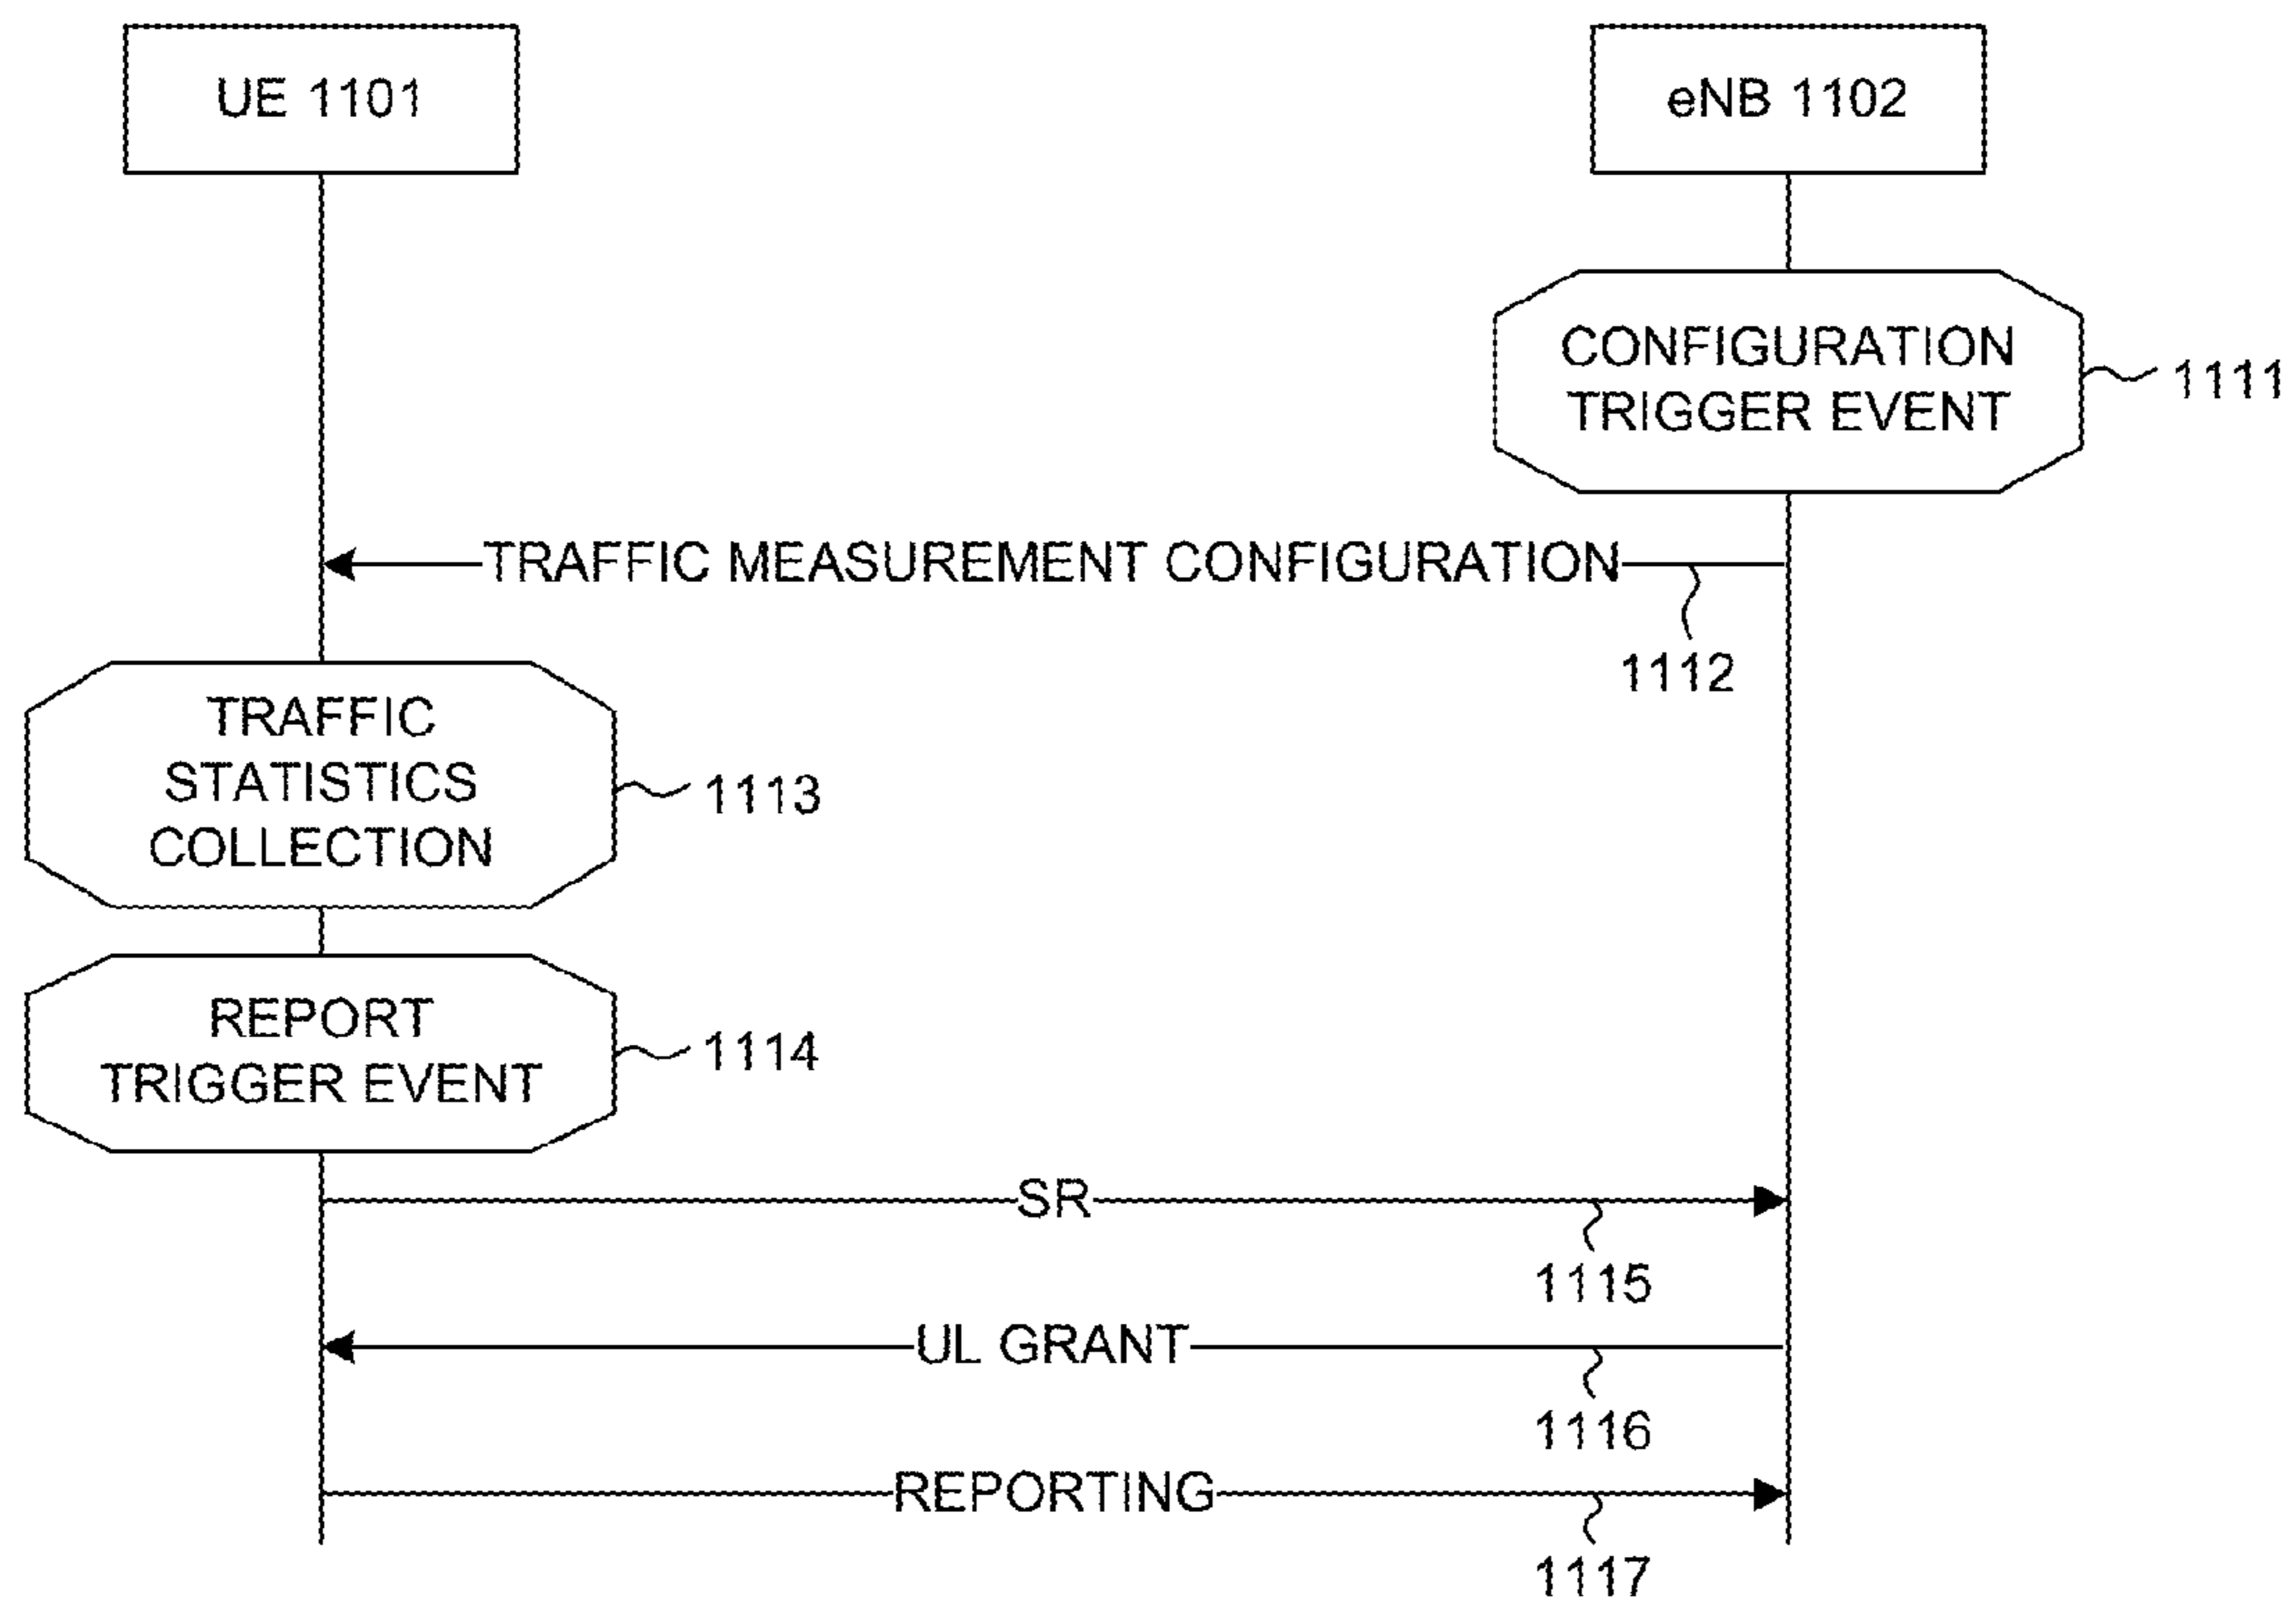 UE 1101
eNB 1102
CONFIGURATION
TRIGGER EVENT
1111
TRAFFIC MEASUREMENT CONFIGURATION
1112
TRAFFIC
STATISTICS
COLLECTION
1113
REPORT
TRIGGER EVENT
1114
SR
1115
UL GRANT
1116
REPORTING
1117